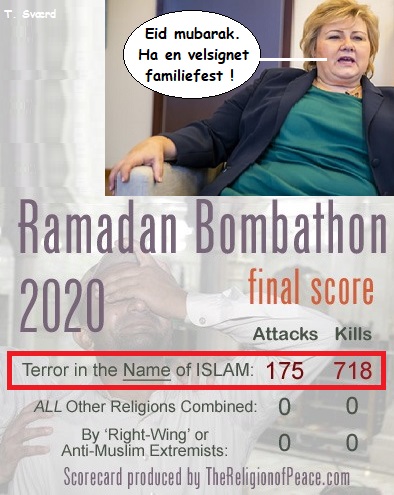 T. Sværd
Eid mubarak.
Ha en velsignet
familiefest !
Ramadan Bombathon
2020
final score
Attacks Kills
Terror in the Name of ISLAM: 175 718
ALL Other Religions Combined: 0 0
By ‘Right-Wing’ or
Anti-Muslim Extremists: 0 0
Scorecard produced by TheReligionofPeace.com